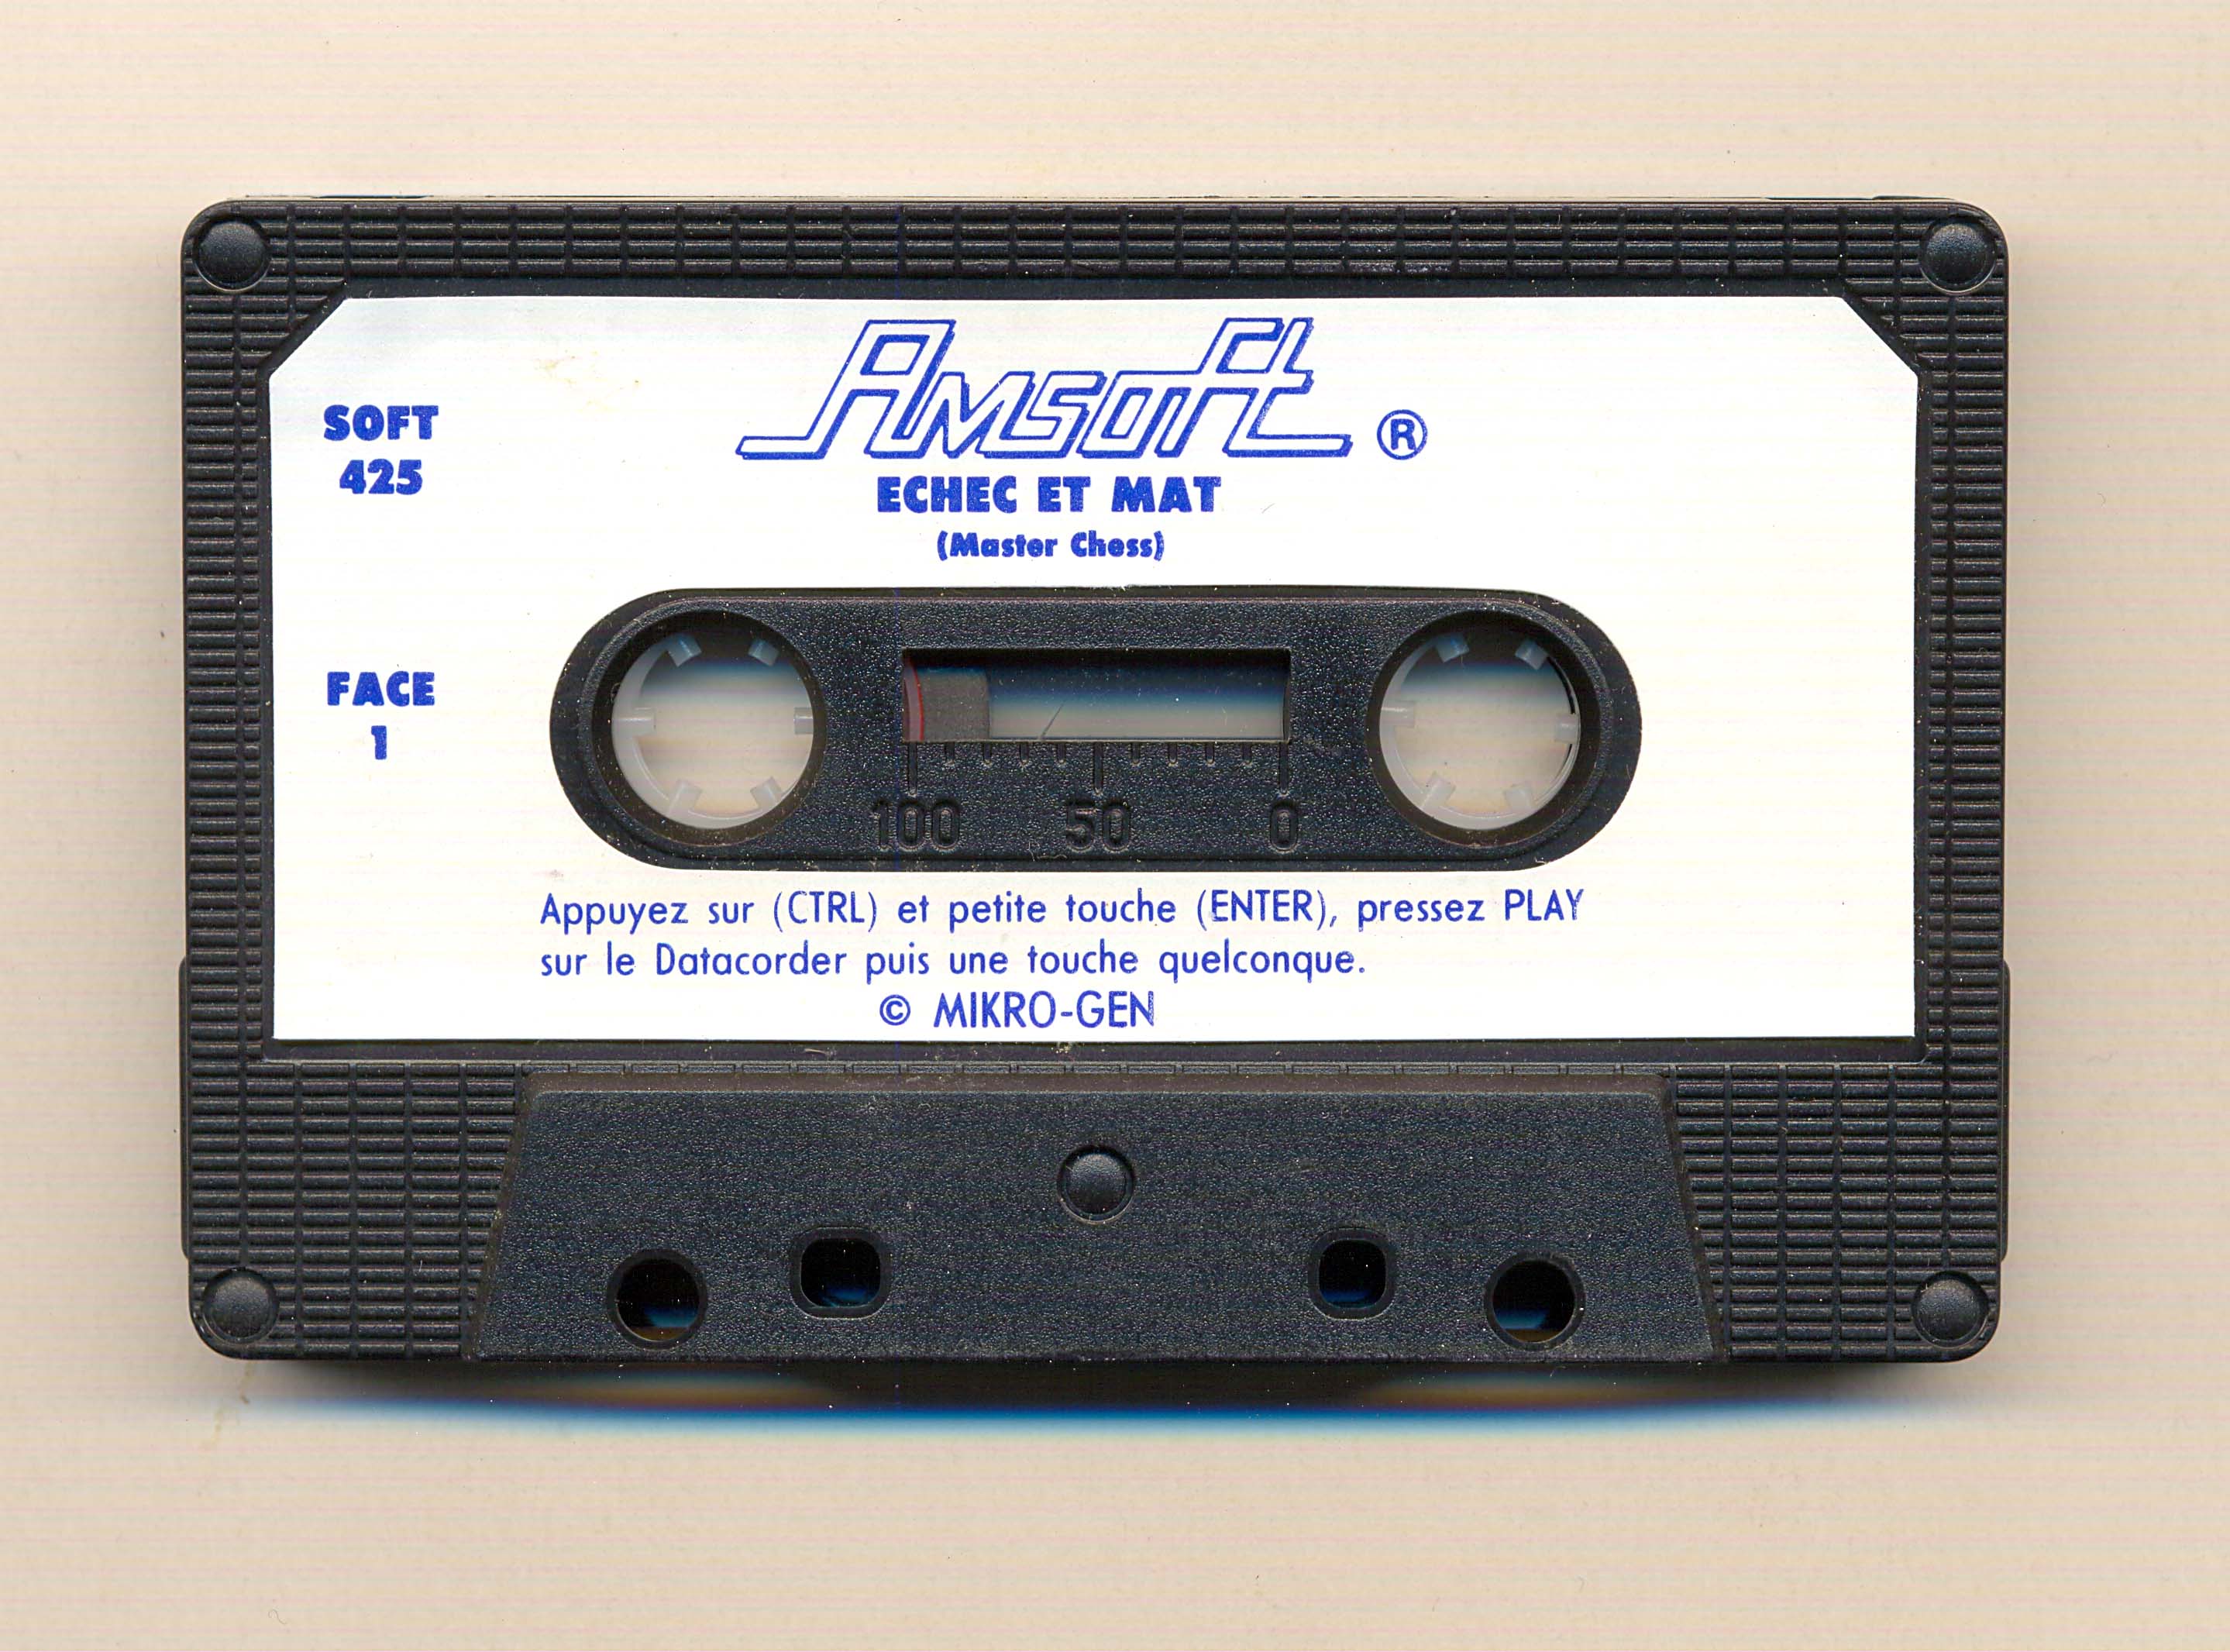 Amsoft ®
SOFT
425
ECHEC ET MAT
(Master Chess)
FACE
1
100 50 0
Appuyez sur (CTRL) et petite touche (ENTER), pressez PLAY
sur le Datacorder puis une touche quelconque.
© MIKRO-GEN